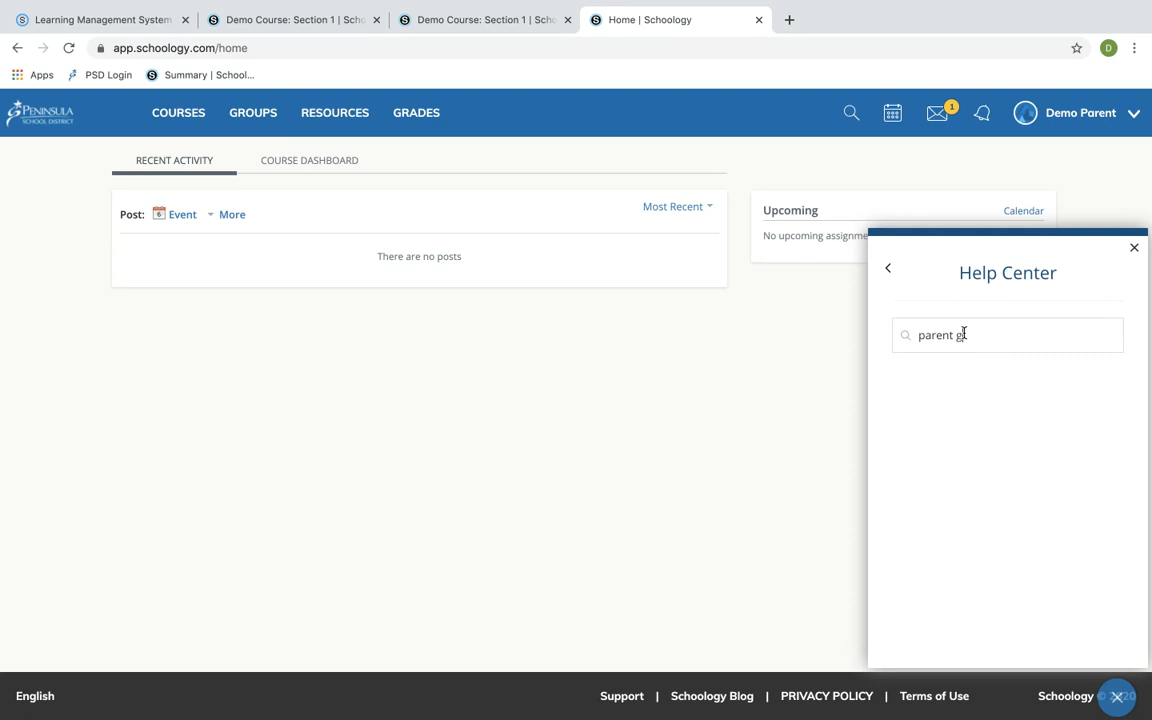 Learning Management System
Demo Course: Section 1 | Scho
Demo Course: Section 1 | Scho
Home | Schoology
app.schoology.com/home
D
Apps
PSD Login
Summary | School...
PENINSULA
SCHOOL DISTRICT
COURSES
GROUPS
RESOURCES
GRADES
1
Demo Parent
RECENT ACTIVITY
COURSE DASHBOARD
Post:
6
Event
More
Most Recent
There are no posts
Upcoming
Calendar
No upcoming assignme
Help Center
parent g
English
Support | Schoology Blog | PRIVACY POLICY | Terms of Use
Schoology © 2020